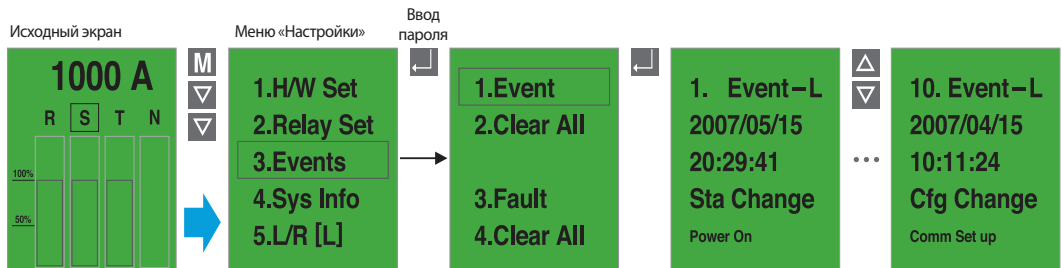 Исходный экран
1000 A
R S T N
100%
50%
M
Меню «Настройки»
1.H/W Set
2.Relay Set
3.Events
4.Sys Info
5.L/R [L]
Ввод
пароля
1.Event
2.Clear All
3.Fault
4.Clear All
1. Event–L
2007/05/15
20:29:41
Sta Change
Power On
...
10. Event–L
2007/04/15
10:11:24
Cfg Change
Comm Set up